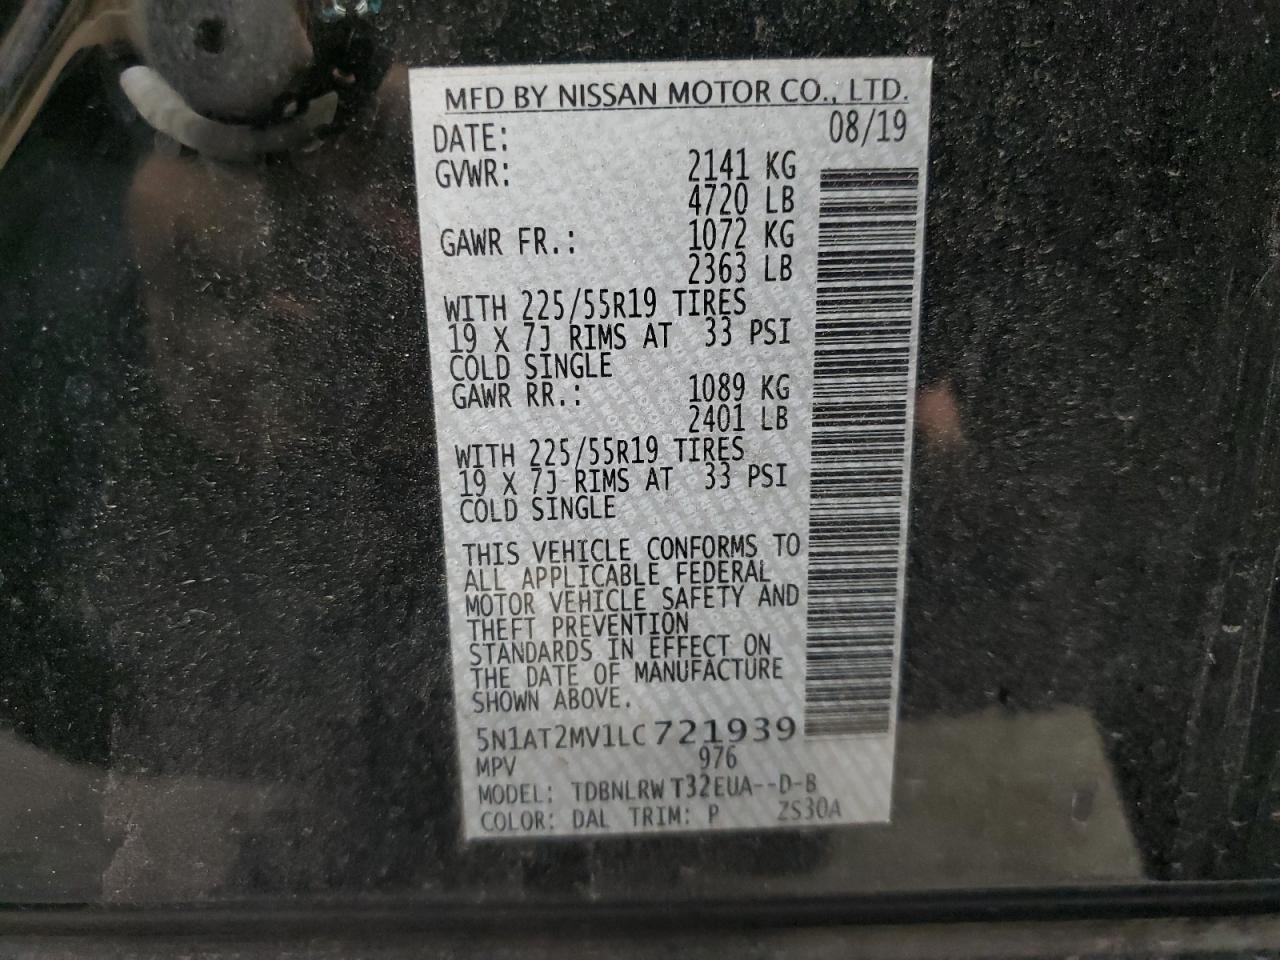 MFD BY NISSAN MOTOR CO., LTD.
DATE: 08/19
GVWR: 2141 KG
4720 LB
GAWR FR.: 1072 KG
2363 LB
WITH 225/55R19 TIRES
19 X 7J RIMS AT 33 PSI
COLD SINGLE
GAWR RR.: 1089 KG
2401 LB
WITH 225/55R19 TIRES
19 X 7J RIMS AT 33 PSI
COLD SINGLE
THIS VEHICLE CONFORMS TO
ALL APPLICABLE FEDERAL
MOTOR VEHICLE SAFETY AND
THEFT PREVENTION
STANDARDS IN EFFECT ON
THE DATE OF MANUFACTURE
SHOWN ABOVE.
5N1AT2MV1LC721939
MPV 976
MODEL: TDBNLRW T32EUA--D-B
COLOR: DAL TRIM: P ZS30A